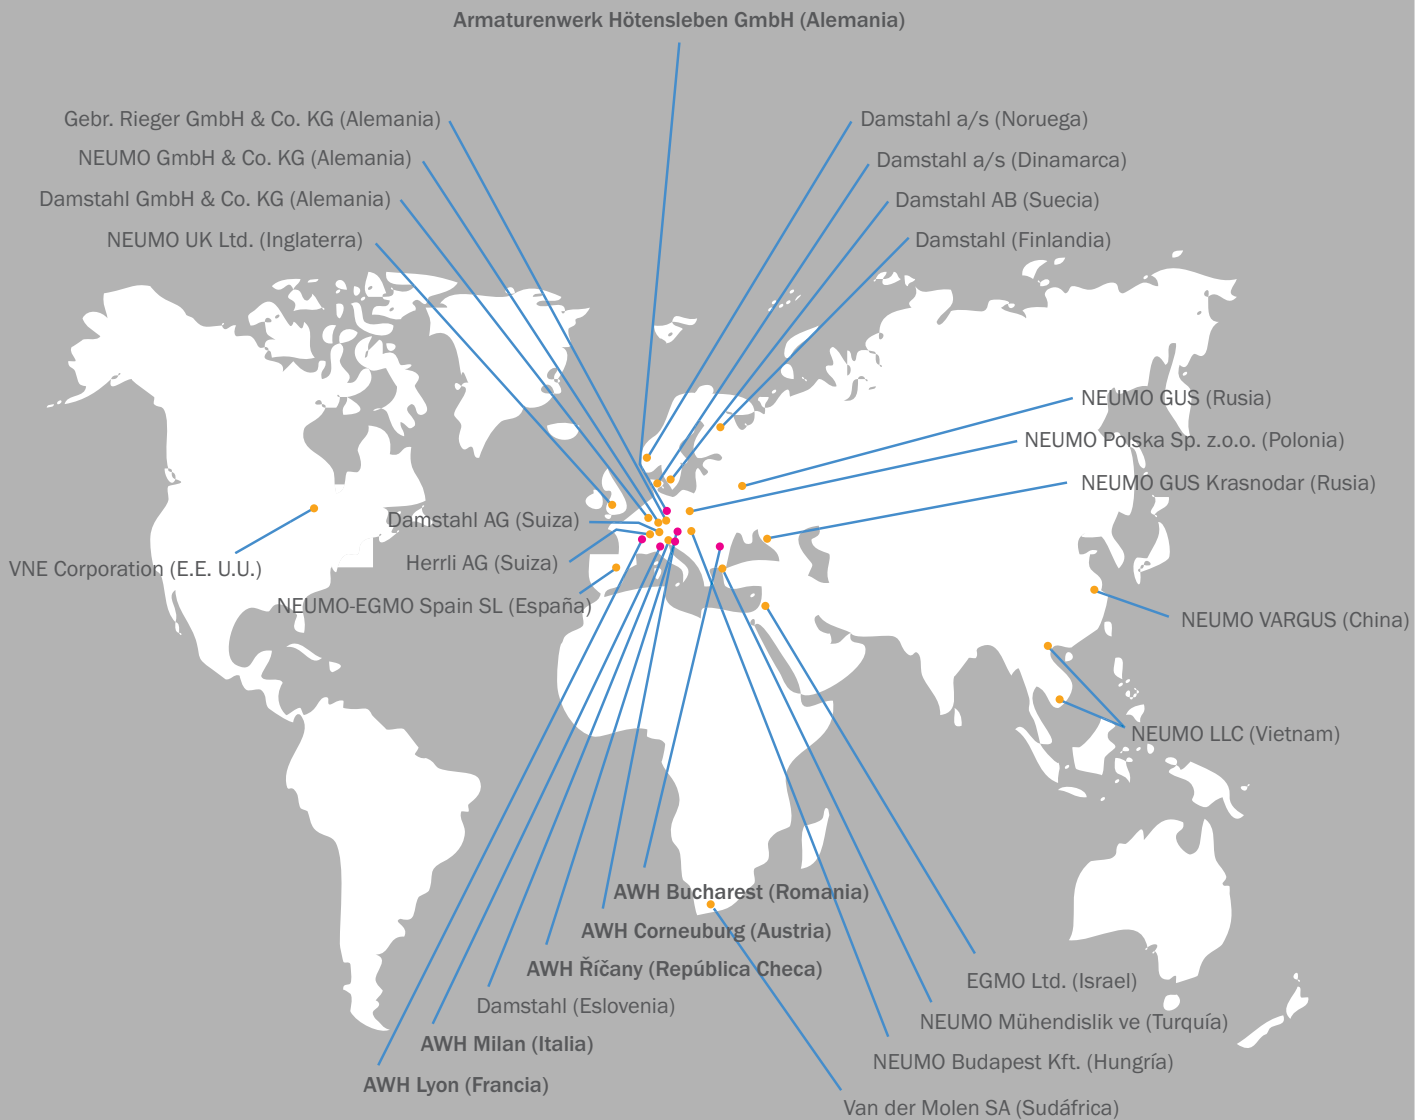 Armaturenwerk Hötensleben GmbH (Alemania)
Gebr. Rieger GmbH & Co. KG (Alemania)
NEUMO GmbH & Co. KG (Alemania)
Damstahl GmbH & Co. KG (Alemania)
NEUMO UK Ltd. (Inglaterra)
Damstahl a/s (Noruega)
Damstahl a/s (Dinamarca)
Damstahl AB (Suecia)
Damstahl (Finlandia)
NEUMO GUS (Rusia)
NEUMO Polska Sp. z.o.o. (Polonia)
NEUMO GUS Krasnodar (Rusia)
Damstahl AG (Suiza)
Herrli AG (Suiza)
VNE Corporation (E.E. U.U.)
NEUMO-EGMO Spain SL (España)
NEUMO VARGUS (China)
NEUMO LLC (Vietnam)
AWH Bucharest (Romania)
AWH Corneuburg (Austria)
AWH Říčany (República Checa)
Damstahl (Eslovenia)
AWH Milan (Italia)
AWH Lyon (Francia)
EGMO Ltd. (Israel)
NEUMO Mühendislik ve (Turquía)
NEUMO Budapest Kft. (Hungría)
Van der Molen SA (Sudáfrica)